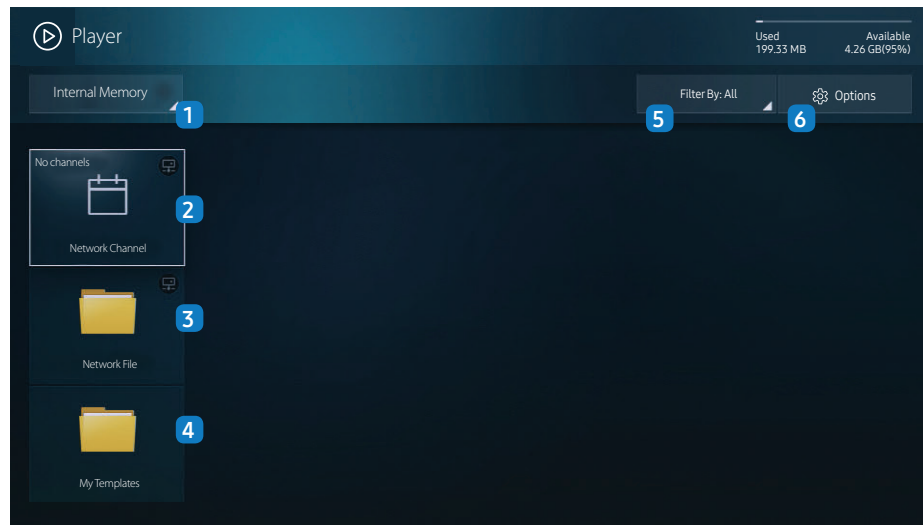 Player
Used Available
199.33 MB 4.26 GB(95%)
Internal Memory
1
Filter By: All
5
Options
6
No channels
2
Network Channel
3
Network File
4
My Templates